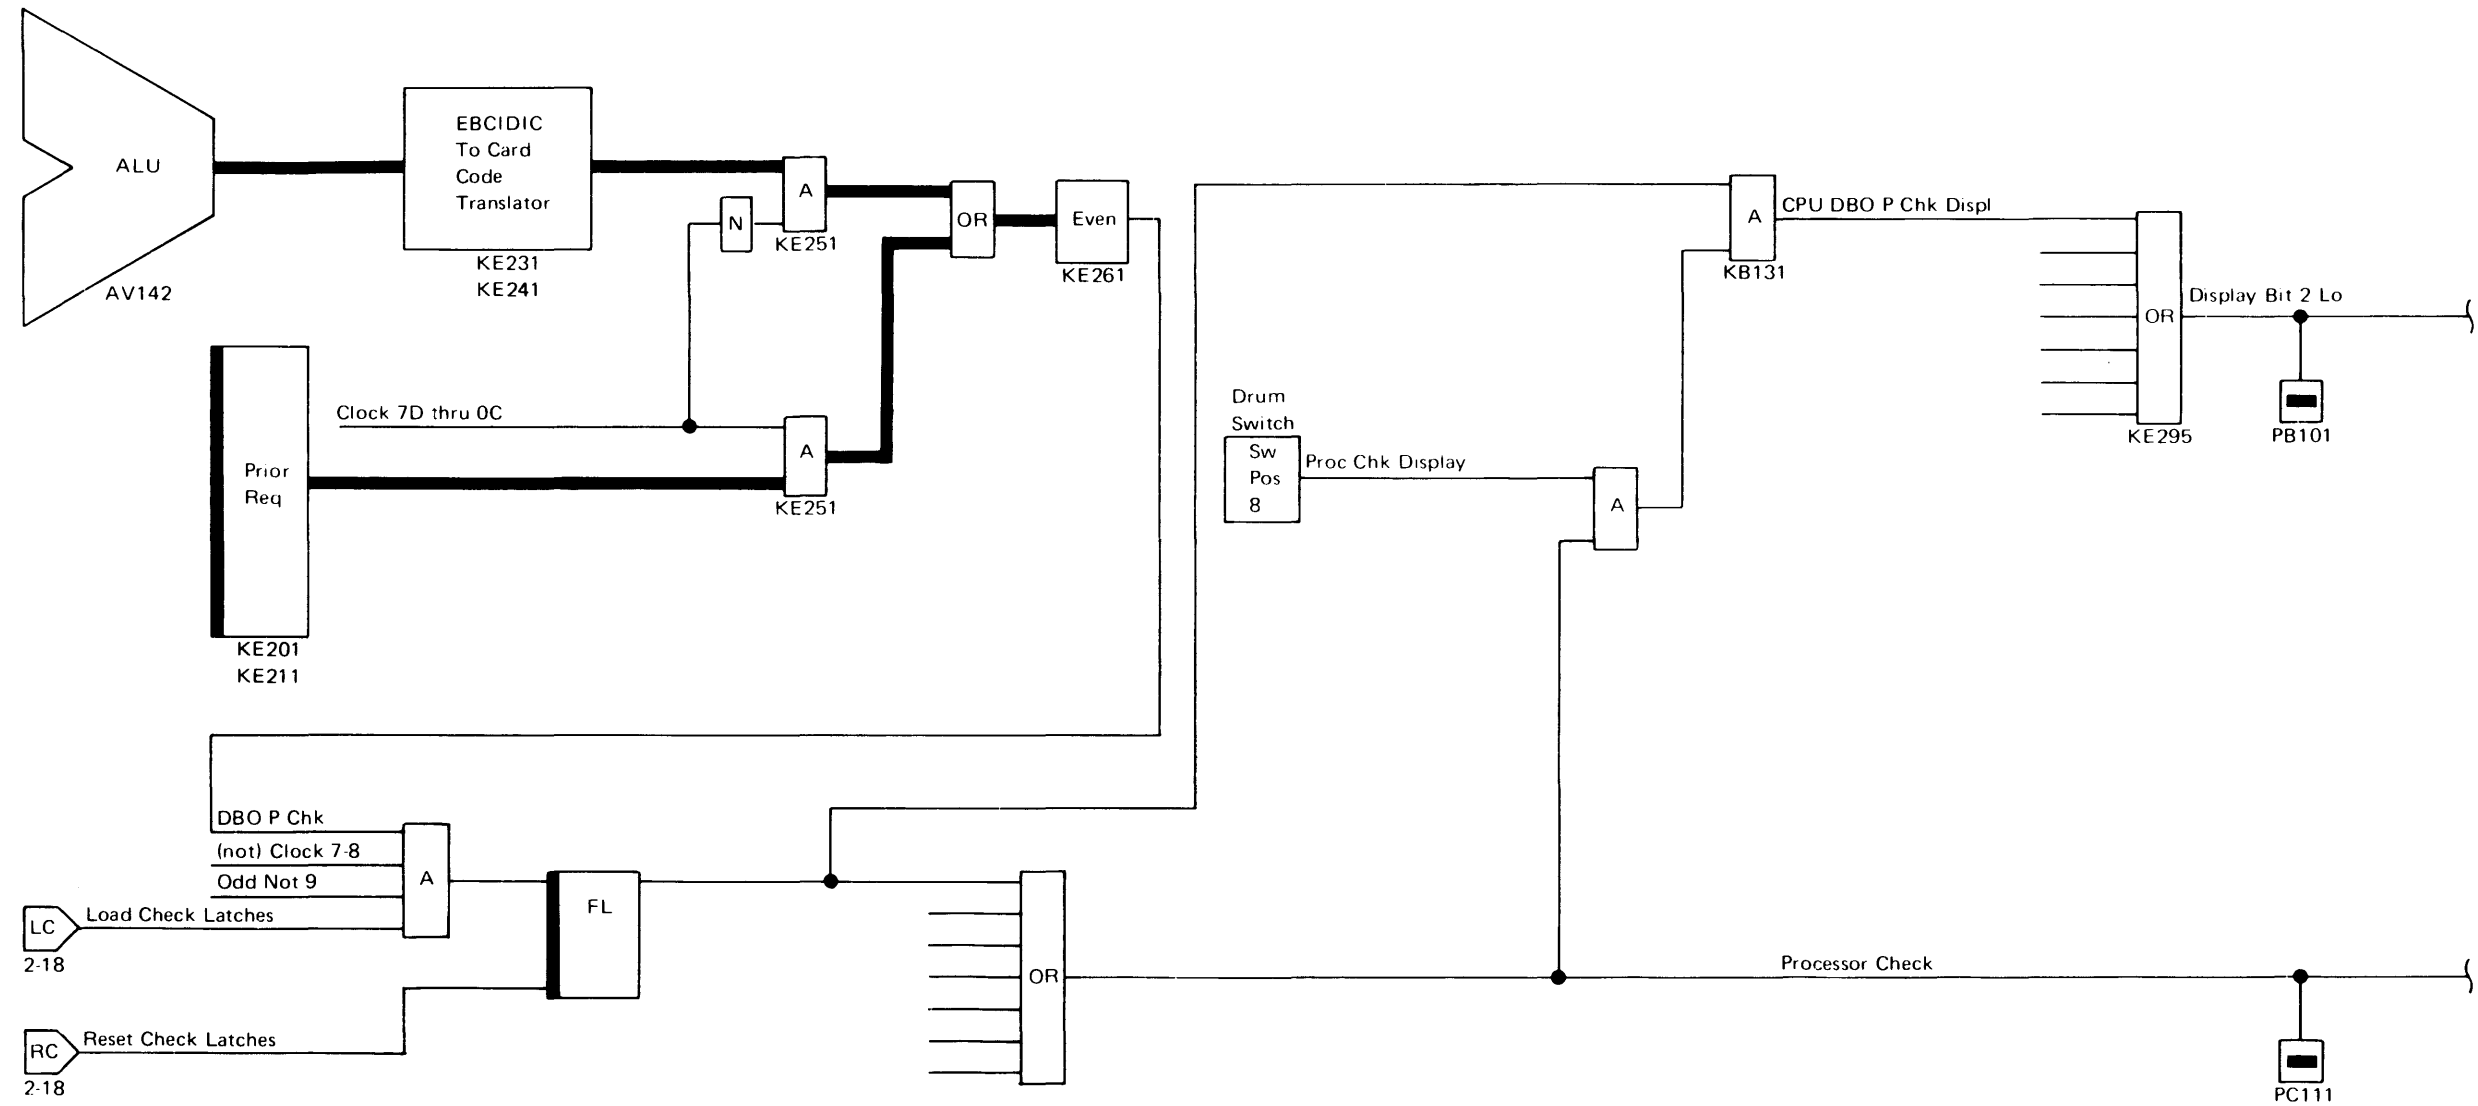 ALU
AV142
EBCIDIC
To Card
Code
Translator
KE231
KE241
N
A
KE251
OR
Even
KE261
Prior
Req
KE201
KE211
Clock 7D thru 0C
A
KE251
A
KB131
CPU DBO P Chk Displ
OR
KE295
Display Bit 2 Lo
PB101
Drum
Switch
Sw
Pos
8
Proc Chk Display
A
DBO P Chk
(not) Clock 7-8
Odd Not 9
LC
Load Check Latches
2-18
A
FL
RC
Reset Check Latches
2-18
OR
Processor Check
PC111